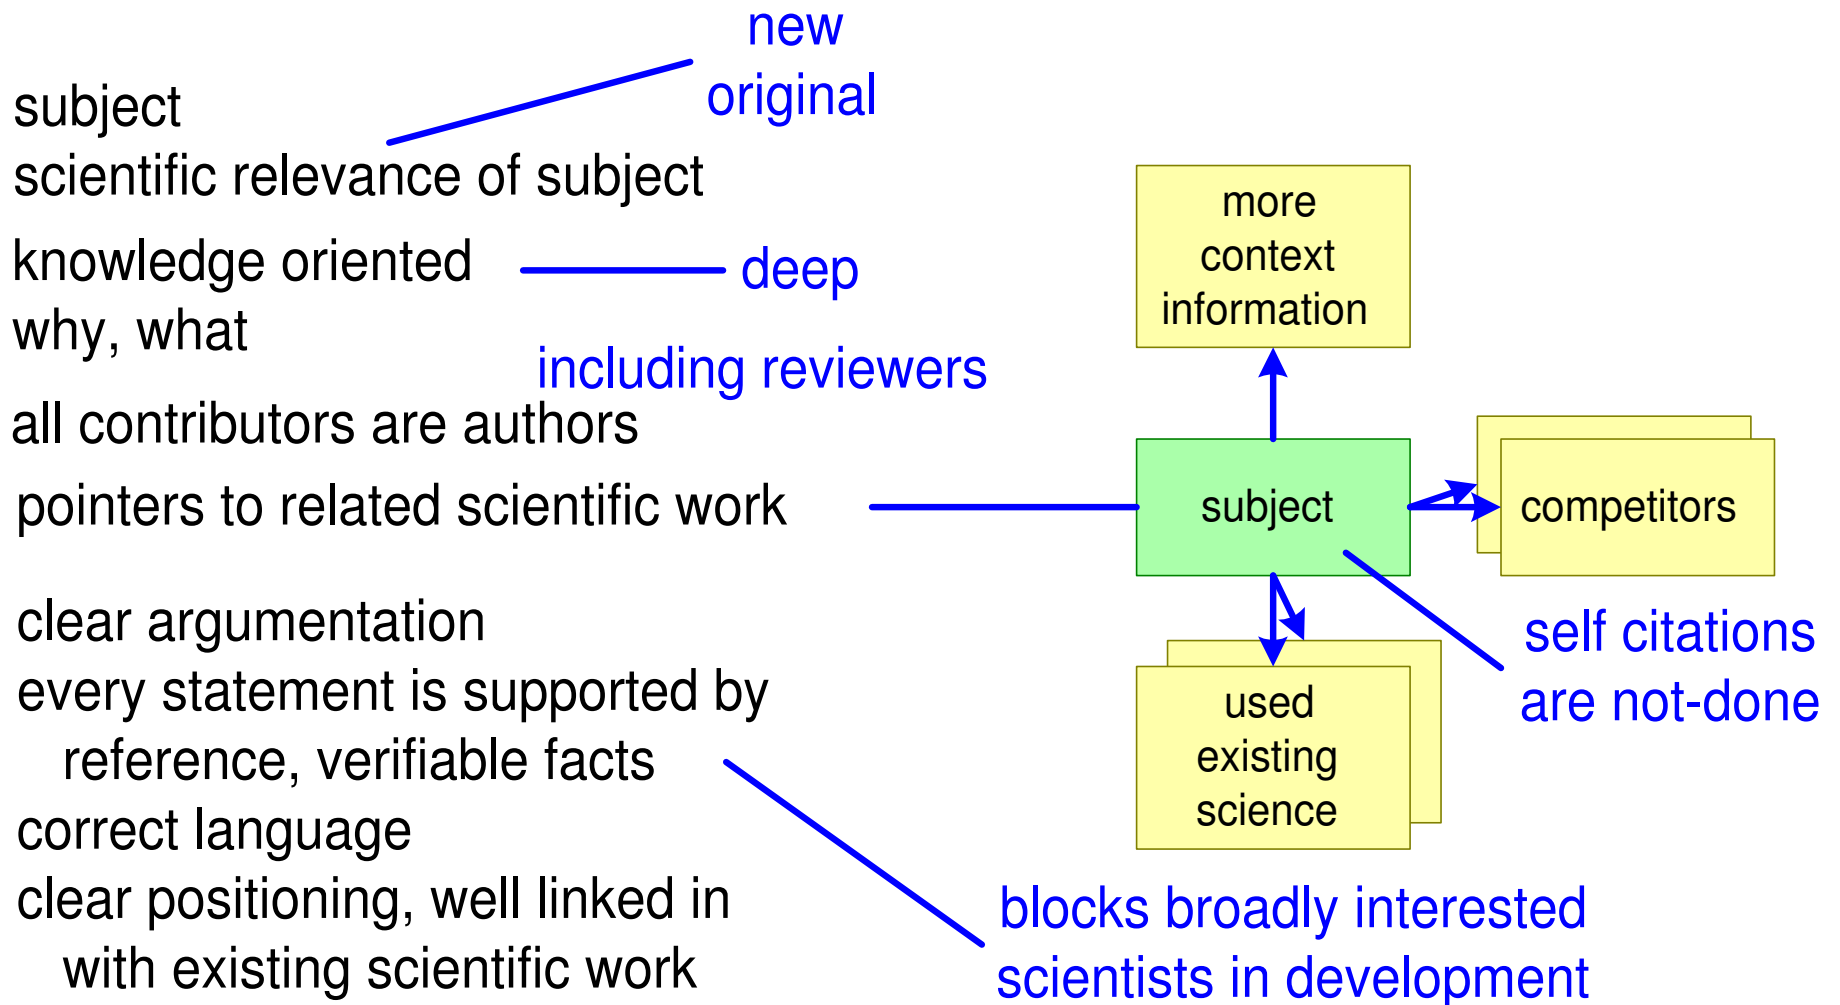 new
original
subject
scientific relevance of subject
knowledge oriented
deep
why, what
including reviewers
all contributors are authors
pointers to related scientific work
clear argumentation
every statement is supported by
reference, verifiable facts
correct language
clear positioning, well linked in
with existing scientific work
more
context
information
subject
competitors
self citations
are not-done
used
existing
science
blocks broadly interested
scientists in development